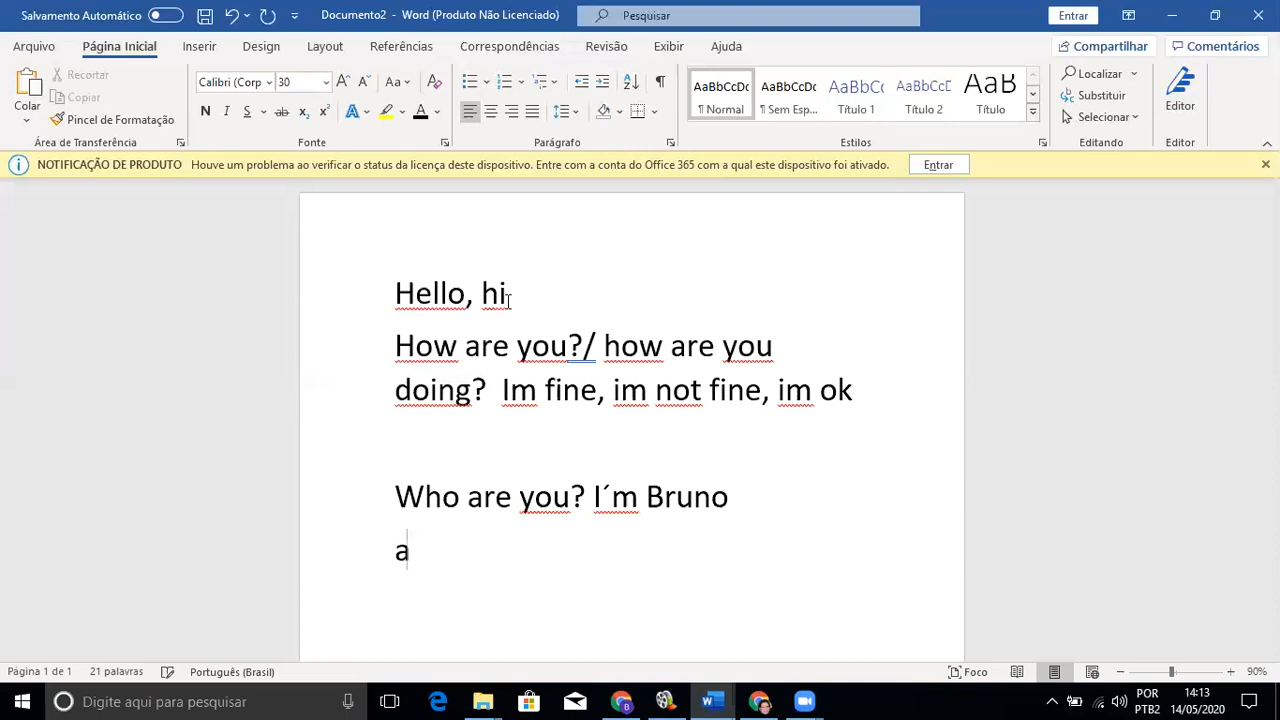 Salvamento Automático Documento2 - Word (Produto Não Licenciado) Pesquisar Entrar
Arquivo Página Inicial Inserir Design Layout Referências Correspondências Revisão Exibir Ajuda Compartilhar Comentários
Colar Recortar Copiar Pincel de Formatação
Calibri (Corp 30 Aa
N I S ab x₂ x² A A
AaBbCcDc ¶ Normal AaBbCcDc ¶ Sem Esp... AaBbCc Título 1 AaBbCcD Título 2 AaB Título
Localizar Substituir Selecionar Editor
Área de Transferência Fonte Parágrafo Estilos Editando Editor
NOTIFICAÇÃO DE PRODUTO Houve um problema ao verificar o status da licença deste dispositivo. Entre com a conta do Office 365 com a qual este dispositivo foi ativado. Entrar
Hello, hi
How are you?/ how are you
doing? Im fine, im not fine, im ok
Who are you? I´m Bruno
a
Página 1 de 1 21 palavras Português (Brasil) Foco 90%
Digite aqui para pesquisar POR PTB2 14:13 14/05/2020